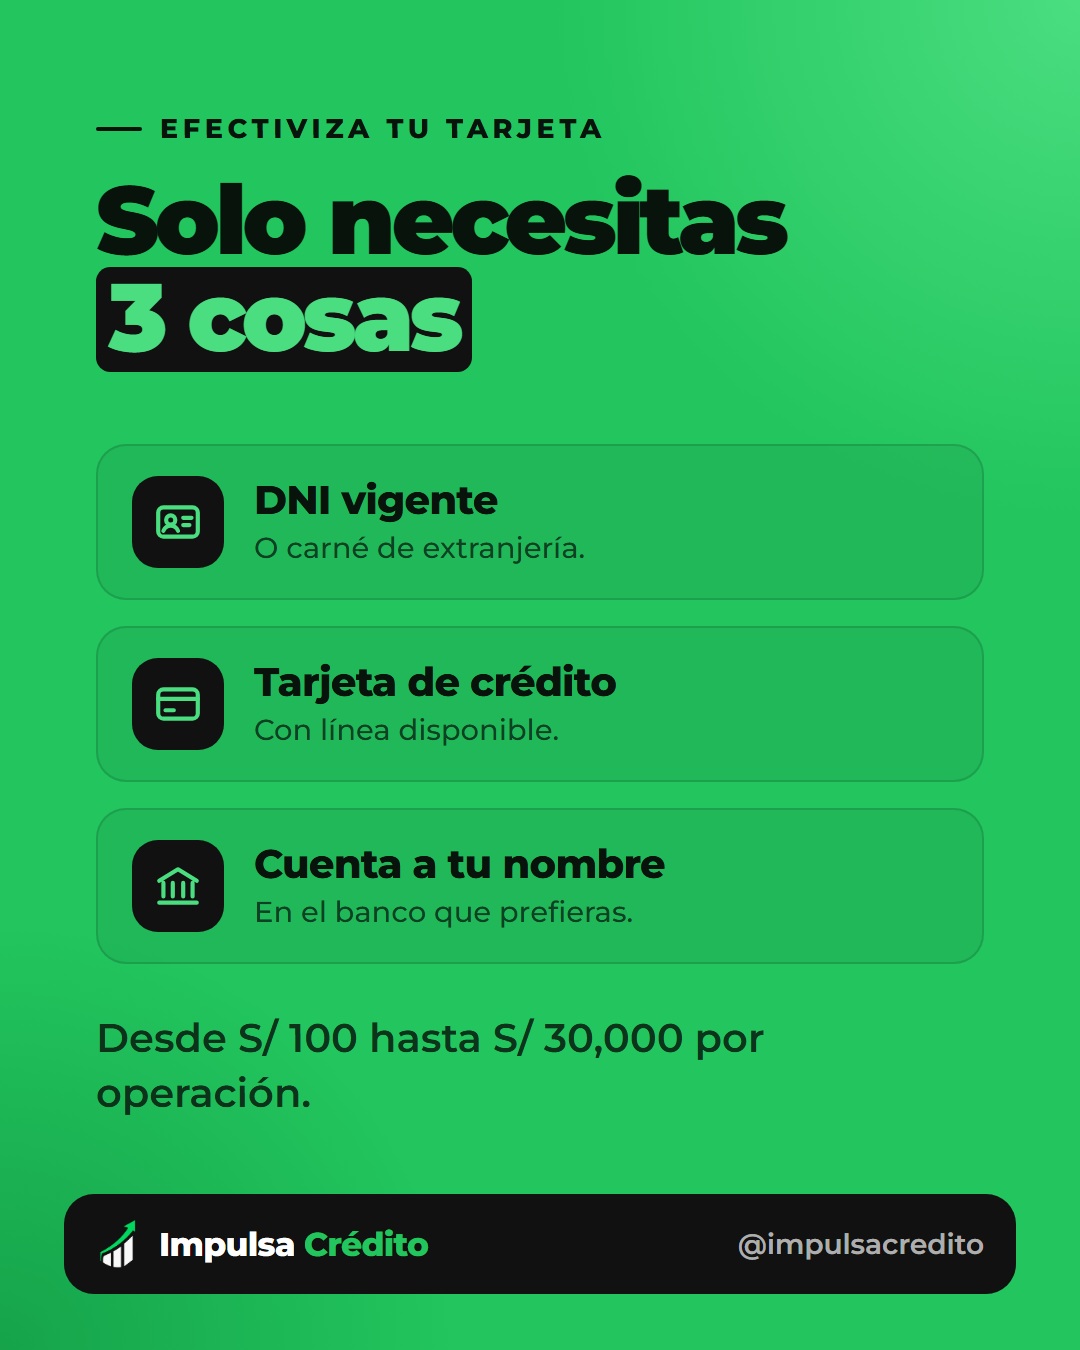 EFECTIVIZA TU TARJETA
Solo necesitas
3 cosas
DNI vigente
O carné de extranjería.
Tarjeta de crédito
Con línea disponible.
Cuenta a tu nombre
En el banco que prefieras.
Desde S/ 100 hasta S/ 30,000 por
operación.
Impulsa Crédito
@impulsacredito